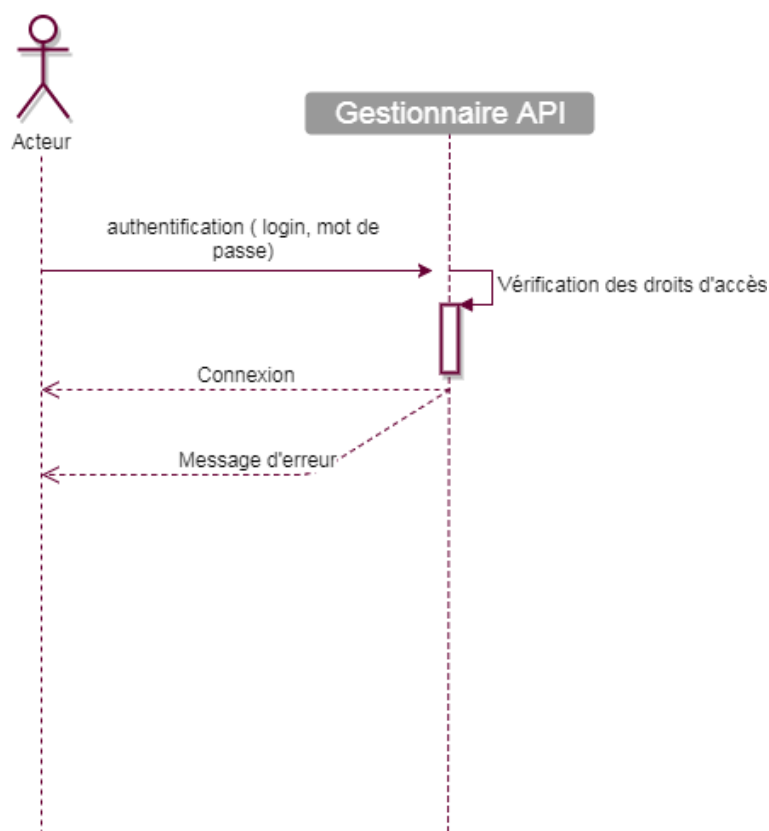 Acteur
Gestionnaire API
authentification ( login, mot de
passe)
Vérification des droits d'accès
Connexion
Message d'erreur